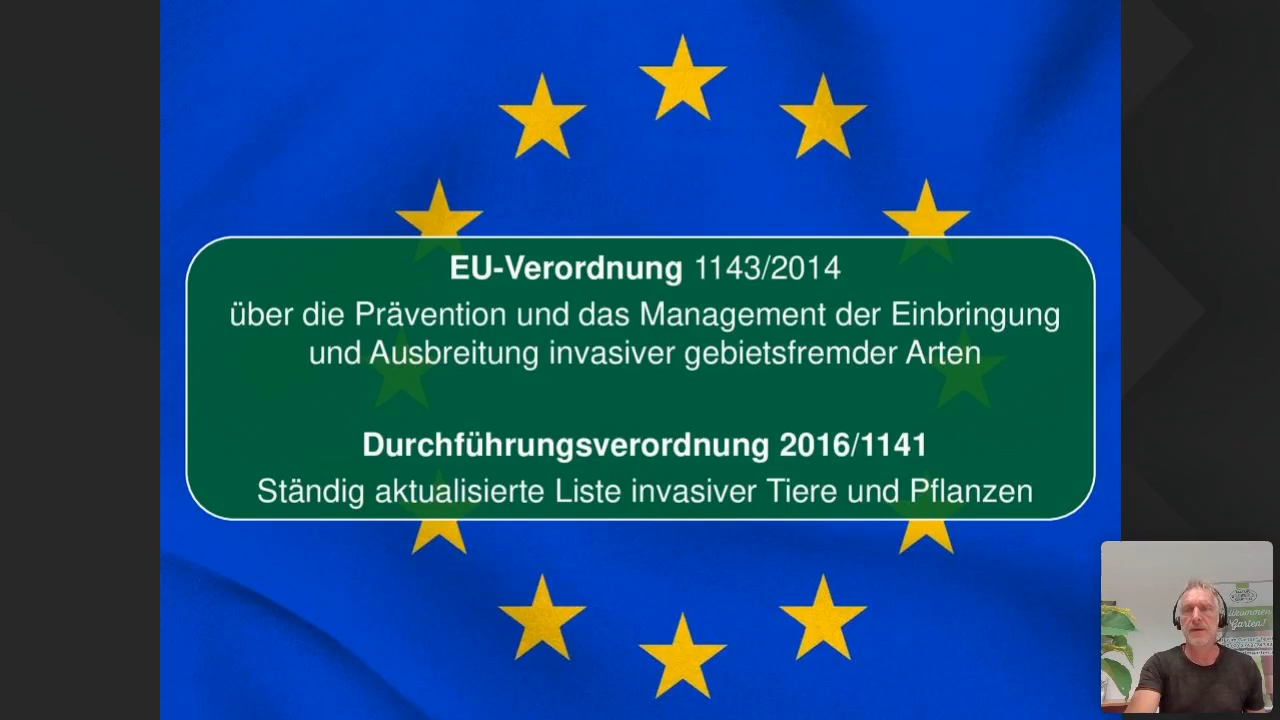 EU-Verordnung 1143/2014
über die Prävention und das Management der Einbringung
und Ausbreitung invasiver gebietsfremder Arten
Durchführungsverordnung 2016/1141
Ständig aktualisierte Liste invasiver Tiere und Pflanzen
Garten!